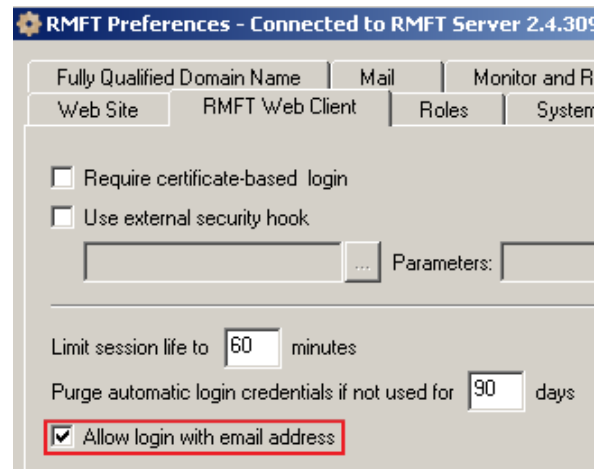 RMFT Preferences - Connected to RMFT Server 2.4.309
Fully Qualified Domain Name Mail Monitor and R
Web Site RMFT Web Client Roles System
Require certificate-based login
Use external security hook
... Parameters:
Limit session life to 60 minutes
Purge automatic login credentials if not used for 90 days
Allow login with email address